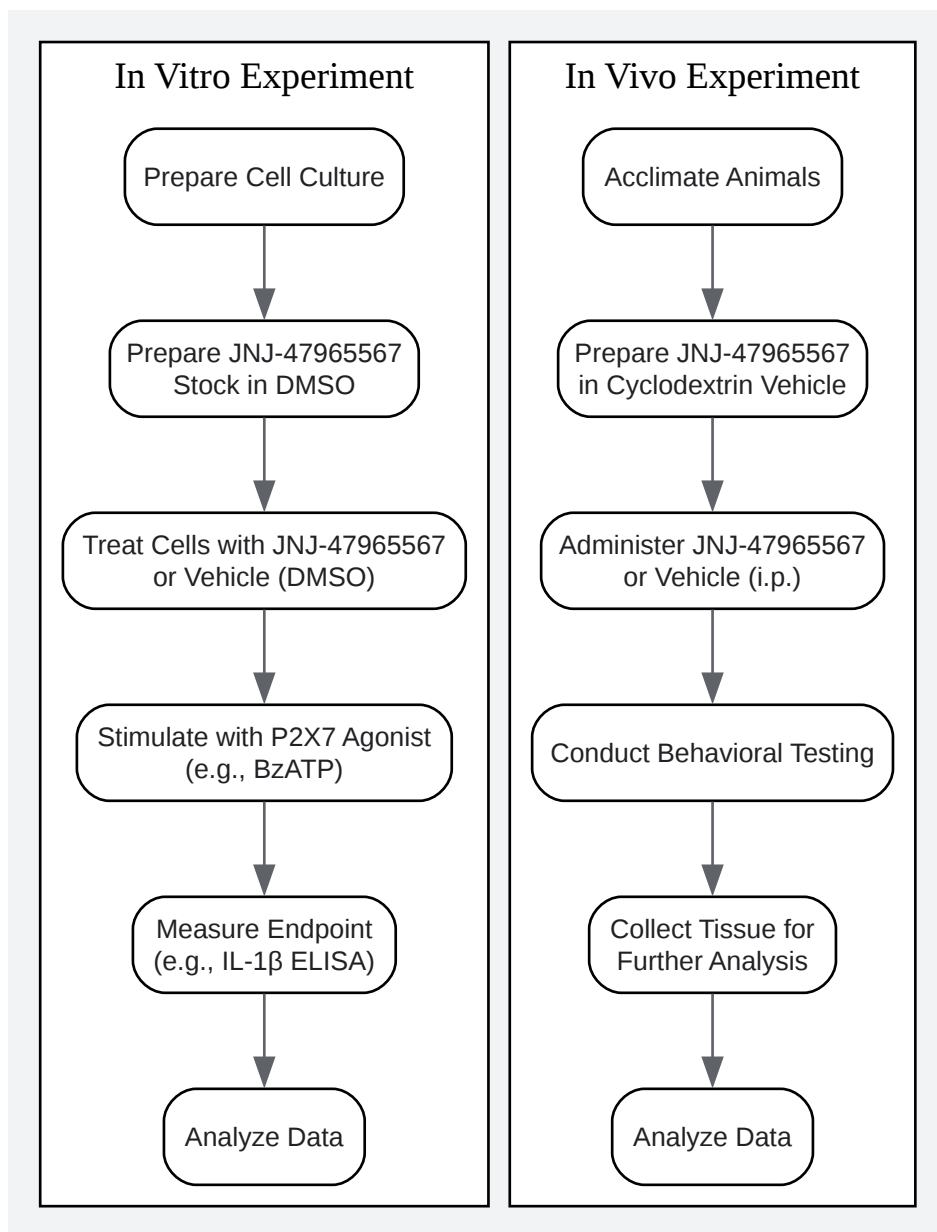 In Vitro Experiment
Prepare Cell Culture
Prepare JNJ-47965567
Stock in DMSO
Treat Cells with JNJ-47965567
or Vehicle (DMSO)
Stimulate with P2X7 Agonist
(e.g., BzATP)
Measure Endpoint
(e.g., IL-1β ELISA)
Analyze Data
In Vivo Experiment
Acclimate Animals
Prepare JNJ-47965567
in Cyclodextrin Vehicle
Administer JNJ-47965567
or Vehicle (i.p.)
Conduct Behavioral Testing
Collect Tissue for
Further Analysis
Analyze Data